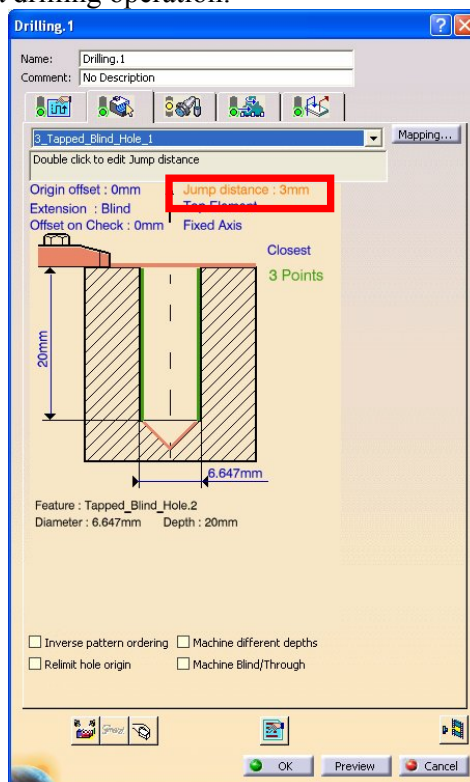 t drilling operation.
Drilling.1
Name: Drilling.1
Comment: No Description
3_Tapped_Blind_Hole_1 Mapping...
Double click to edit Jump distance
Origin offset : 0mm Jump distance : 3mm
Extension : Blind Top Element
Offset on Check : 0mm Fixed Axis
Closest
3 Points
20mm
6.647mm
Feature : Tapped_Blind_Hole.2
Diameter : 6.647mm Depth : 20mm
Inverse pattern ordering Machine different depths
Relimit hole origin Machine Blind/Through
OK Preview Cancel